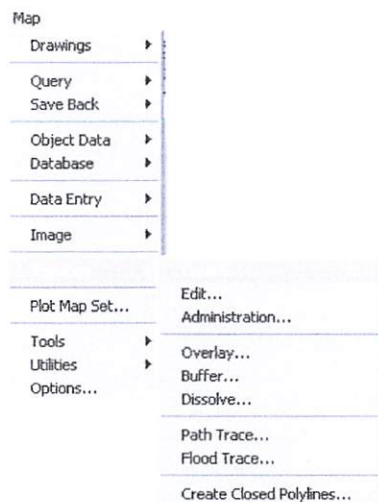 Map
Drawings
Query
Save Back
Object Data
Database
Data Entry
Image
Plot Map Set...
Tools
Utilities
Options...
Edit...
Administration...
Overlay...
Buffer...
Dissolve...
Path Trace...
Flood Trace...
Create Closed Polylines...